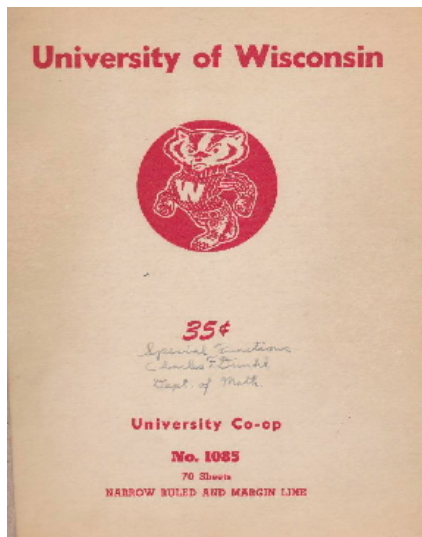 University of Wisconsin
W
35¢
Special Functions
Charles F. Dunkl
Dept. of Math.
University Co-op
No. 1085
70 Sheets
NARROW RULED AND MARGIN LINE